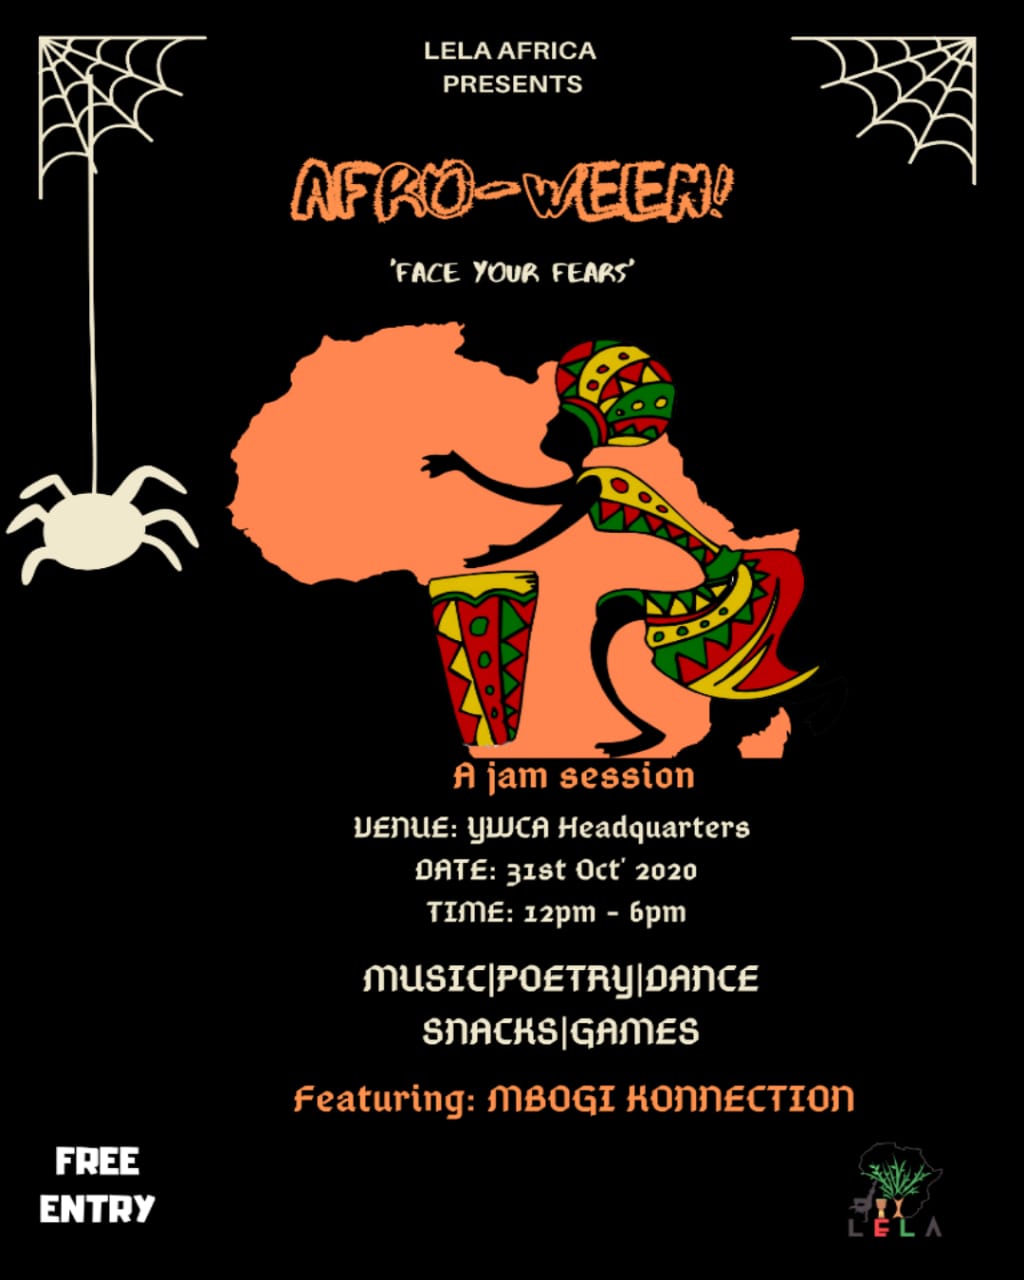 LELA AFRICA
PRESENTS
AFRO-WEEN!
'FACE YOUR FEARS'
A jam session
VENUE: YWCA Headquarters
DATE: 31st Oct' 2020
TIME: 12pm - 6pm
MUSIC|POETRY|DANCE
SNACKS|GAMES
Featuring: MBOGI KONNECTION
FREE
ENTRY
LELA